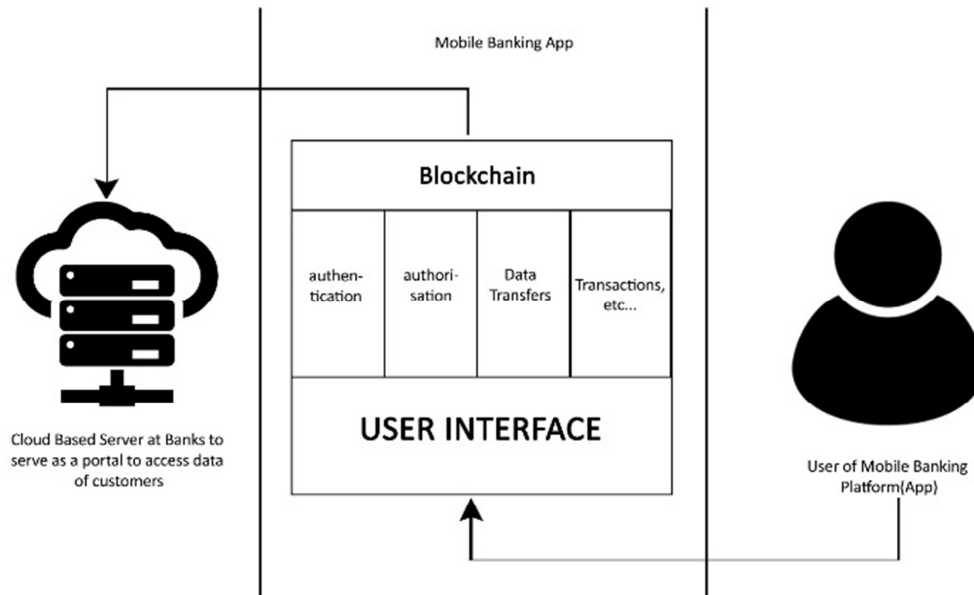 Mobile Banking App
Blockchain
authen-
tication
authori-
sation
Data
Transfers
Transactions,
etc...
USER INTERFACE
Cloud Based Server at Banks to
serve as a portal to access data
of customers
User of Mobile Banking
Platform(App)